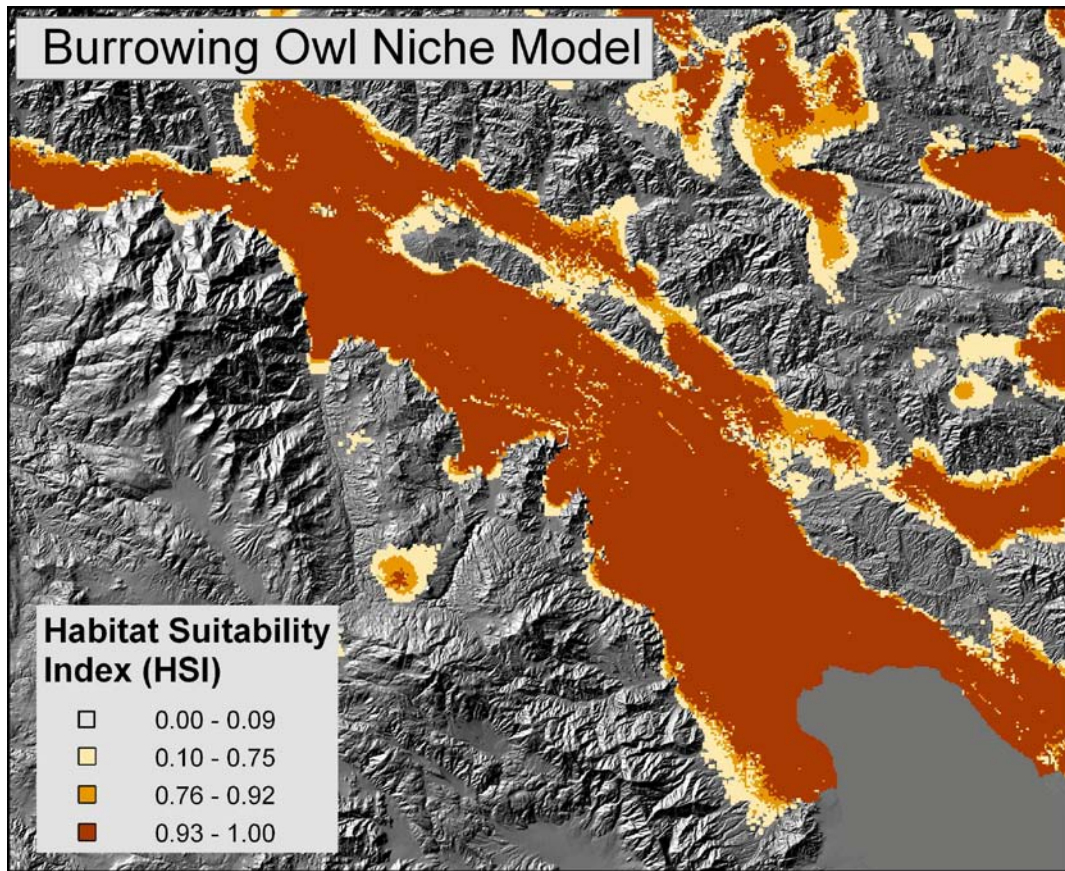 Burrowing Owl Niche Model
Habitat Suitability
Index (HSI)
0.00 - 0.09
0.10 - 0.75
0.76 - 0.92
0.93 - 1.00